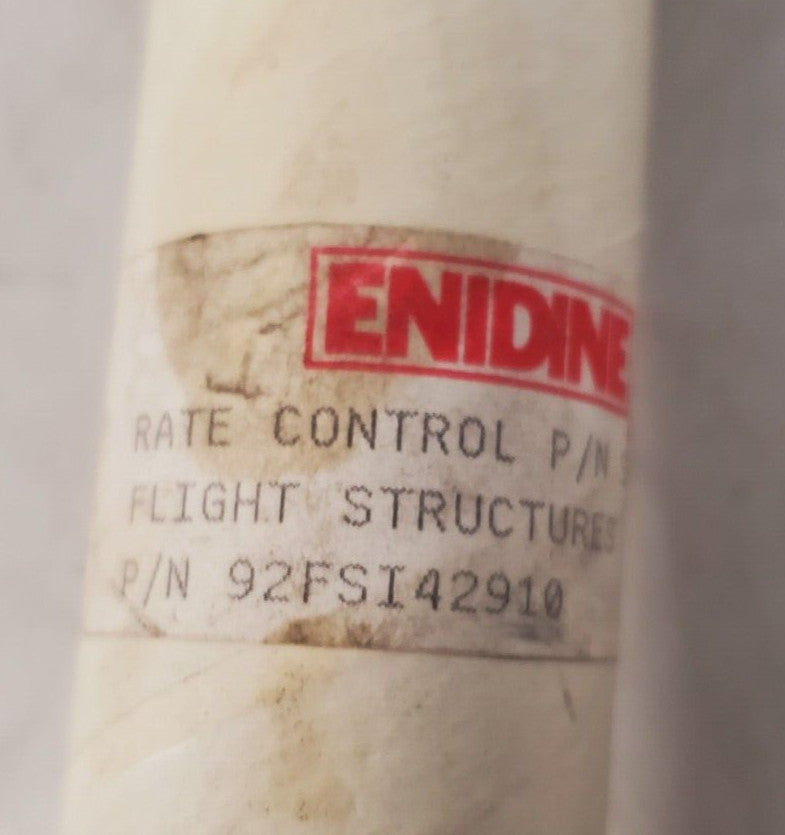 ENIDINE
RATE CONTROL P/N
FLIGHT STRUCTURES
P/N 92FSI42910